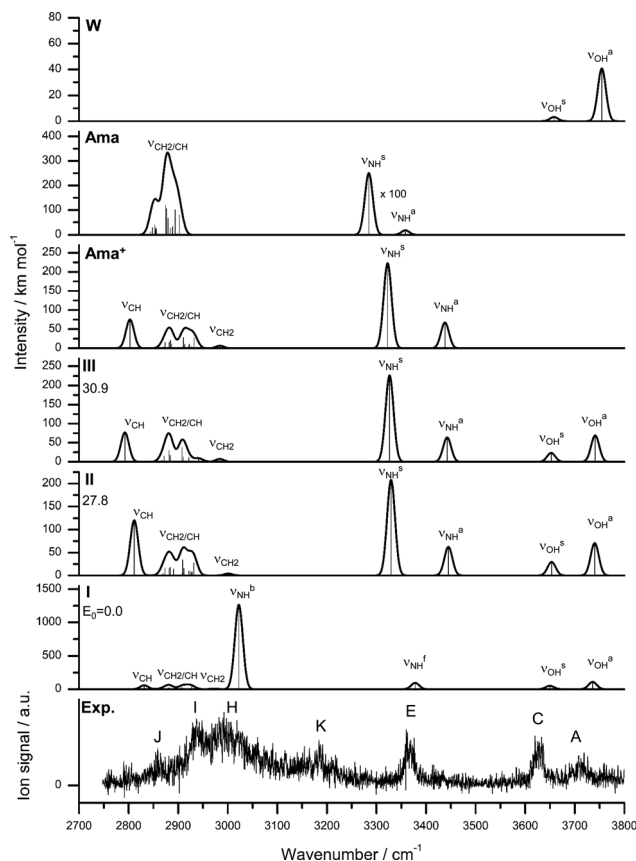 W
80
60
40
20
0
νOHˢ
νOHᵃ
Ama
400
300
200
100
0
νCH2/CH
νNHˢ
x 100
νNHᵃ
Ama⁺
250
200
150
100
50
0
νCH
νCH2/CH
νCH2
νNHˢ
νNHᵃ
III
30.9
250
200
150
100
50
0
νCH
νCH2/CH
νCH2
νNHˢ
νNHᵃ
νOHˢ
νOHᵃ
II
27.8
200
150
100
50
0
νCH
νCH2/CH
νCH2
νNHˢ
νNHᵃ
νOHˢ
νOHᵃ
I
E₀=0.0
1500
1000
500
0
νCH
νCH2/CH
νCH2
νNHᵇ
νNHᶠ
νOHˢ
νOHᵃ
Exp.
J
I
H
K
E
C
A
0
Intensity / km mol⁻¹
Ion signal / a.u.
2700 2800 2900 3000 3100 3200 3300 3400 3500 3600 3700 3800
Wavenumber / cm⁻¹